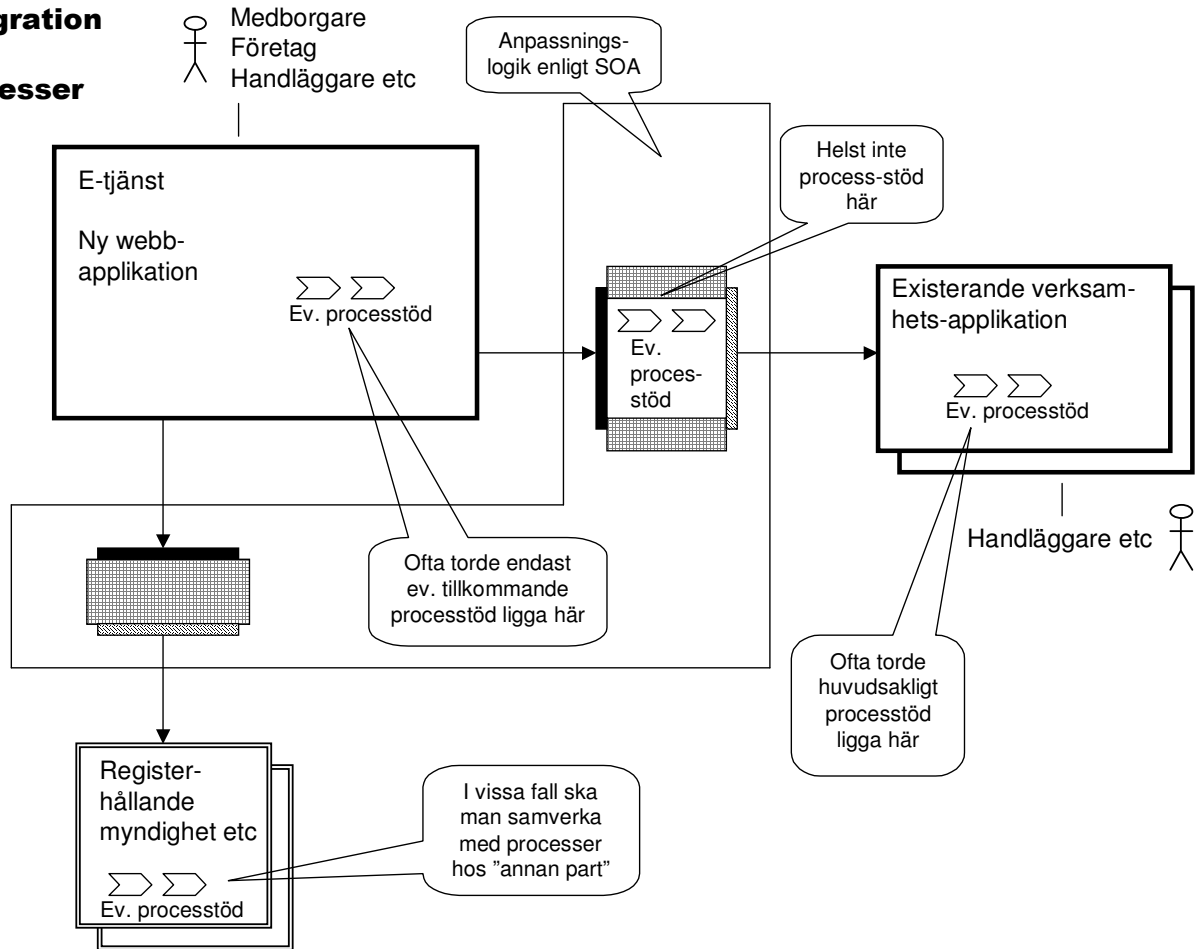 gration
esser
Medborgare
Företag
Handläggare etc
Anpassnings-
logik enligt SOA
Helst inte
process-stöd
här
E-tjänst
Ny webb-
applikation
Ev. processtöd
Ev.
proces-
stöd
Existerande verksam-
hets-applikation
Ev. processtöd
Handläggare etc
Ofta torde endast
ev. tillkommande
processtöd ligga här
Ofta torde
huvudsakligt
processtöd
ligga här
Register-
hållande
myndighet etc
Ev. processtöd
I vissa fall ska
man samverka
med processer
hos ”annan part”